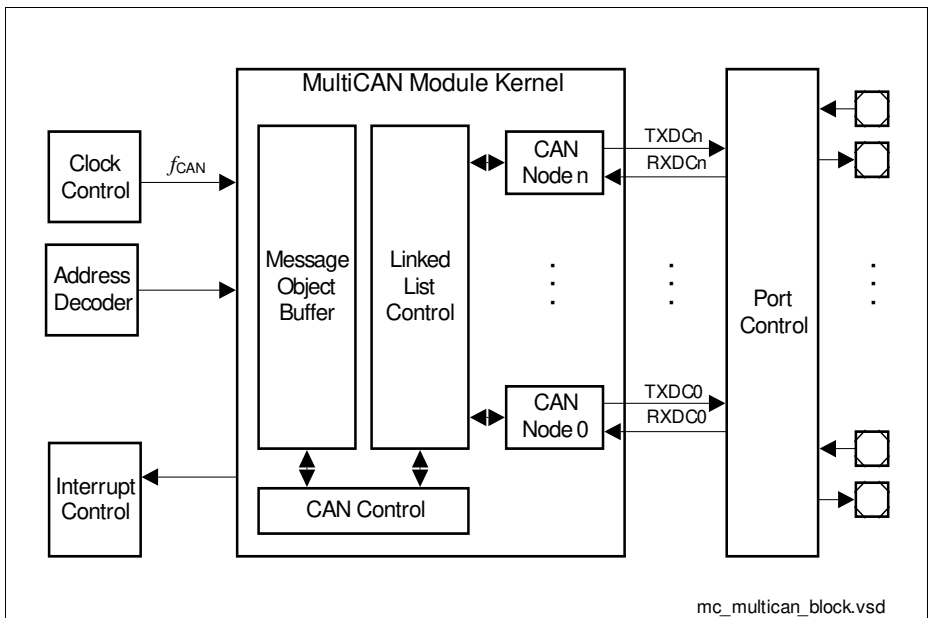 MultiCAN Module Kernel
Clock
Control
fCAN
Address
Decoder
Interrupt
Control
Message
Object
Buffer
Linked
List
Control
CAN Control
CAN
Node n
CAN
Node 0
TXDCn
RXDCn
TXDC0
RXDC0
Port
Control
mc_multican_block.vsd